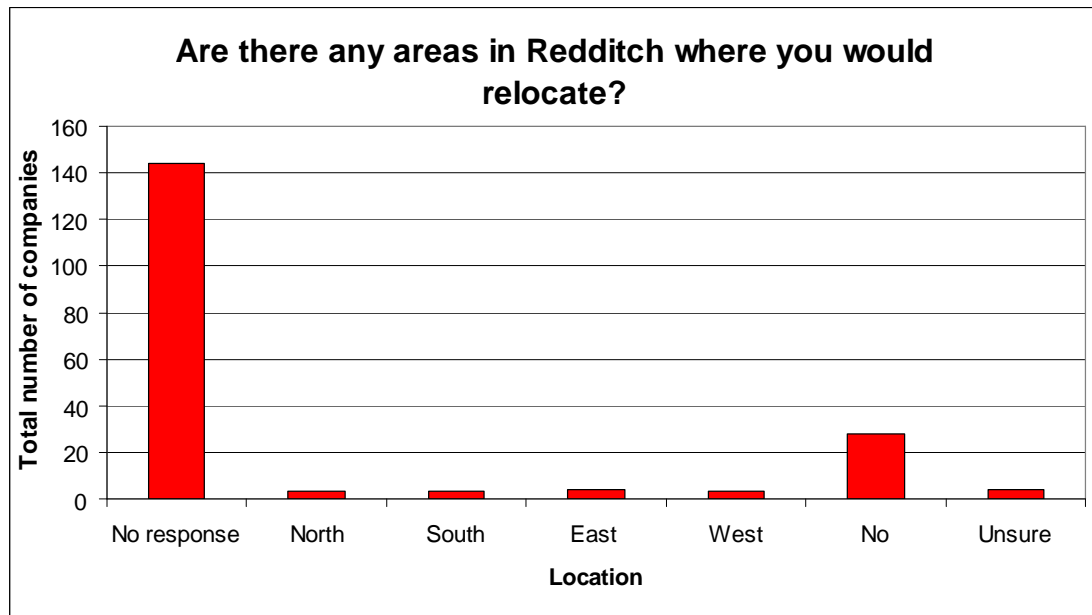 Are there any areas in Redditch where you would
relocate?
Total number of companies
160
140
120
100
80
60
40
20
0
No response
North
South
East
West
No
Unsure
Location